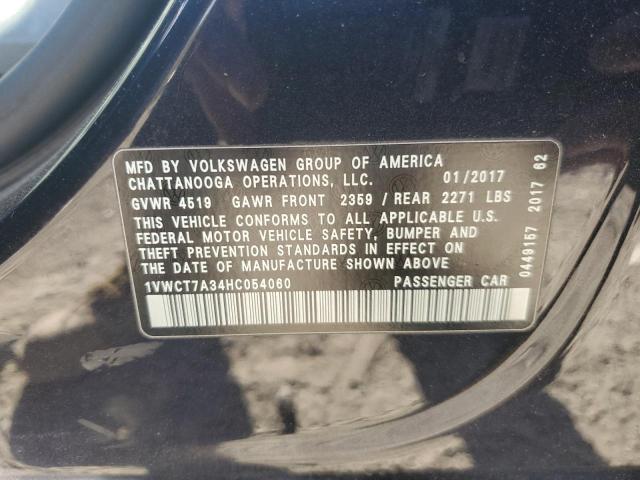 MFD BY VOLKSWAGEN GROUP OF AMERICA
CHATTANOOGA OPERATIONS, LLC. 01/2017
GVWR 4519 GAWR FRONT 2359 / REAR 2271 LBS
THIS VEHICLE CONFORMS TO ALL APPLICABLE U.S.
FEDERAL MOTOR VEHICLE SAFETY, BUMPER AND
THEFT PREVENTION STANDARDS IN EFFECT ON
THE DATE OF MANUFACTURE SHOWN ABOVE
1VWCT7A34HC054060 PASSENGER CAR
0449157 2017 62